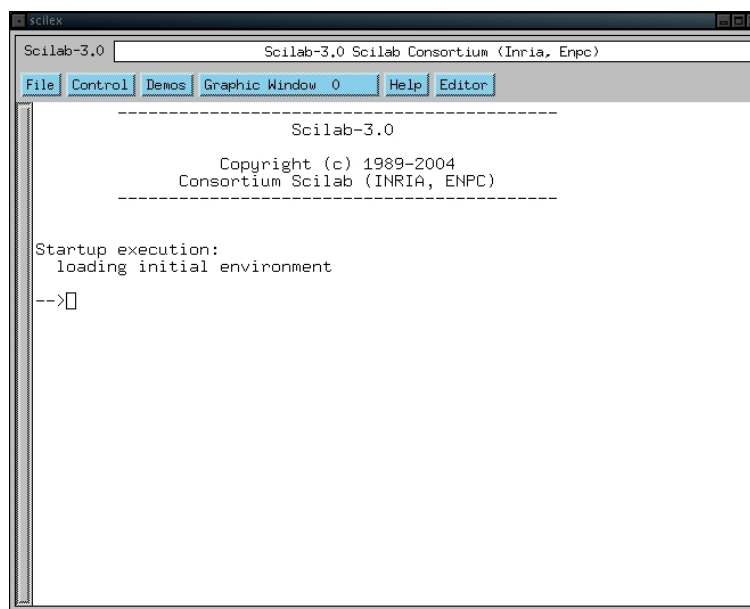 scilex
Scilab-3.0 Scilab-3.0 Scilab Consortium (Inria, Enpc)
File Control Demos Graphic Window 0 Help Editor
-------------------------------------------
Scilab-3.0
Copyright (c) 1989-2004
Consortium Scilab (INRIA, ENPC)
-------------------------------------------
Startup execution:
loading initial environment
-->